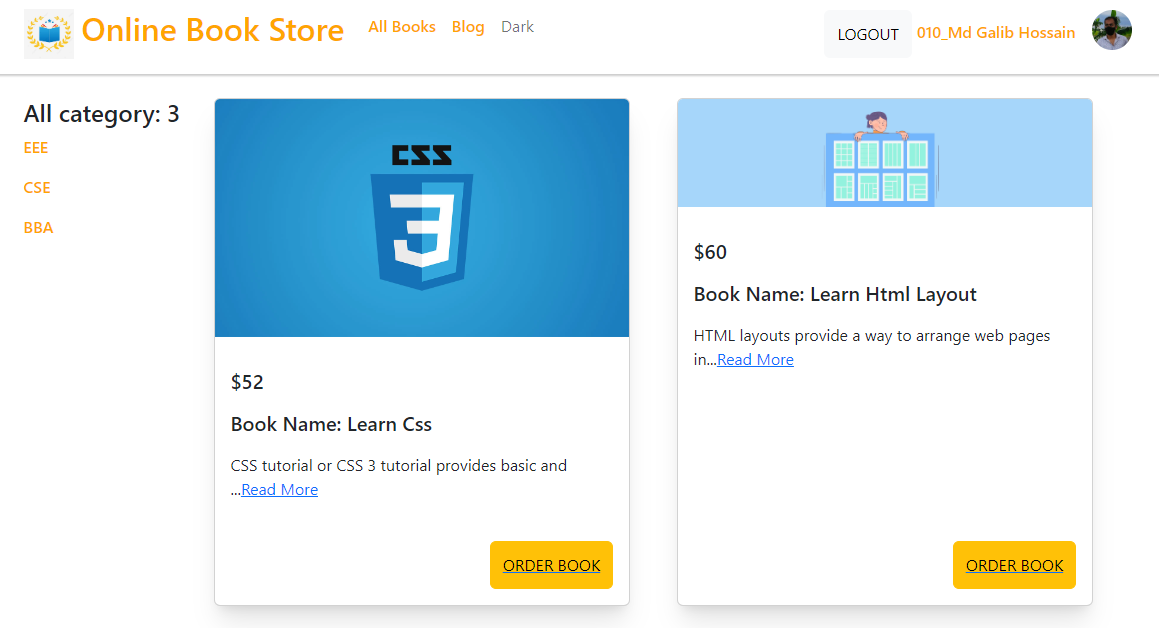 Online Book Store
All Books
Blog
Dark
LOGOUT
010_Md Galib Hossain
All category: 3
EEE
CSE
BBA
CSS
3
$52
Book Name: Learn Css
CSS tutorial or CSS 3 tutorial provides basic and
...Read More
ORDER BOOK
$60
Book Name: Learn Html Layout
HTML layouts provide a way to arrange web pages
in...Read More
ORDER BOOK